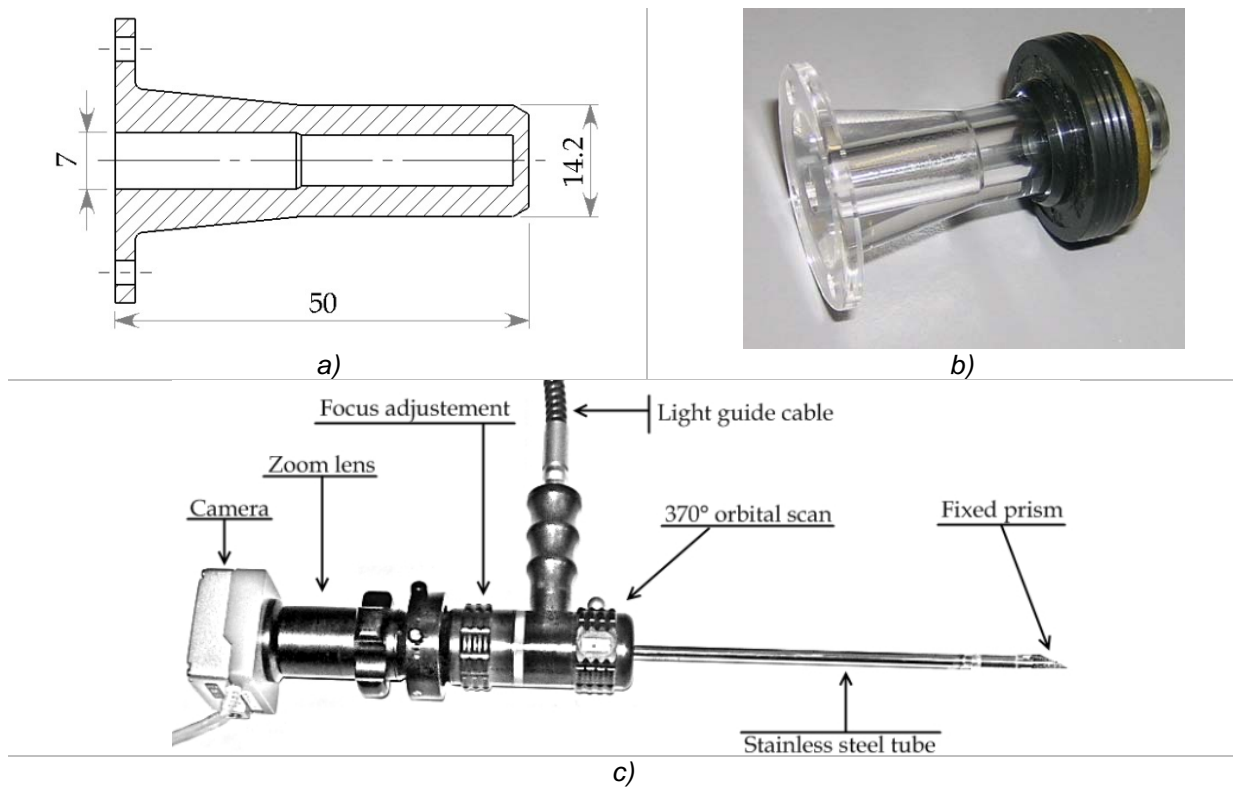 7
14.2
50
a)
b)
Focus adjustement
Light guide cable
Zoom lens
370° orbital scan
Fixed prism
Camera
Stainless steel tube
c)